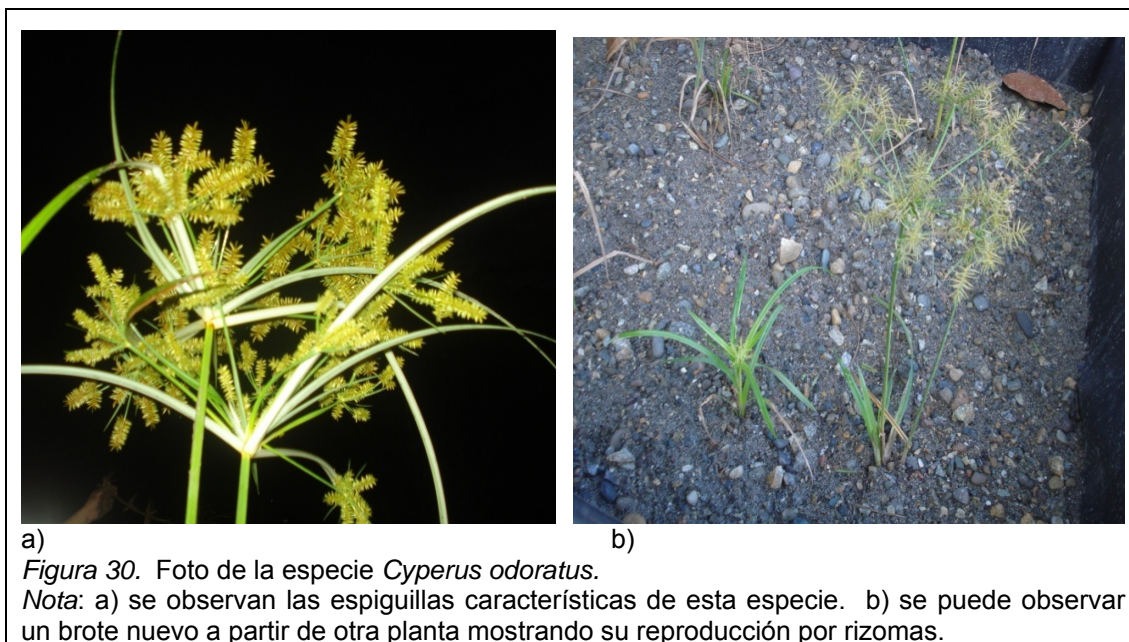 a) b)
Figura 30. Foto de la especie Cyperus odoratus.
Nota: a) se observan las espiguillas características de esta especie. b) se puede observar
un brote nuevo a partir de otra planta mostrando su reproducción por rizomas.